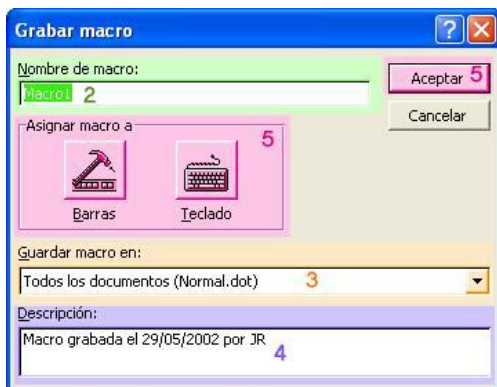 Grabar macro
Nombre de macro:
Macro1 2
Aceptar 5
Cancelar
Asignar macro a
5
Barras Teclado
Guardar macro en:
Todos los documentos (Normal.dot) 3
Descripción:
Macro grabada el 29/05/2002 por JR
4